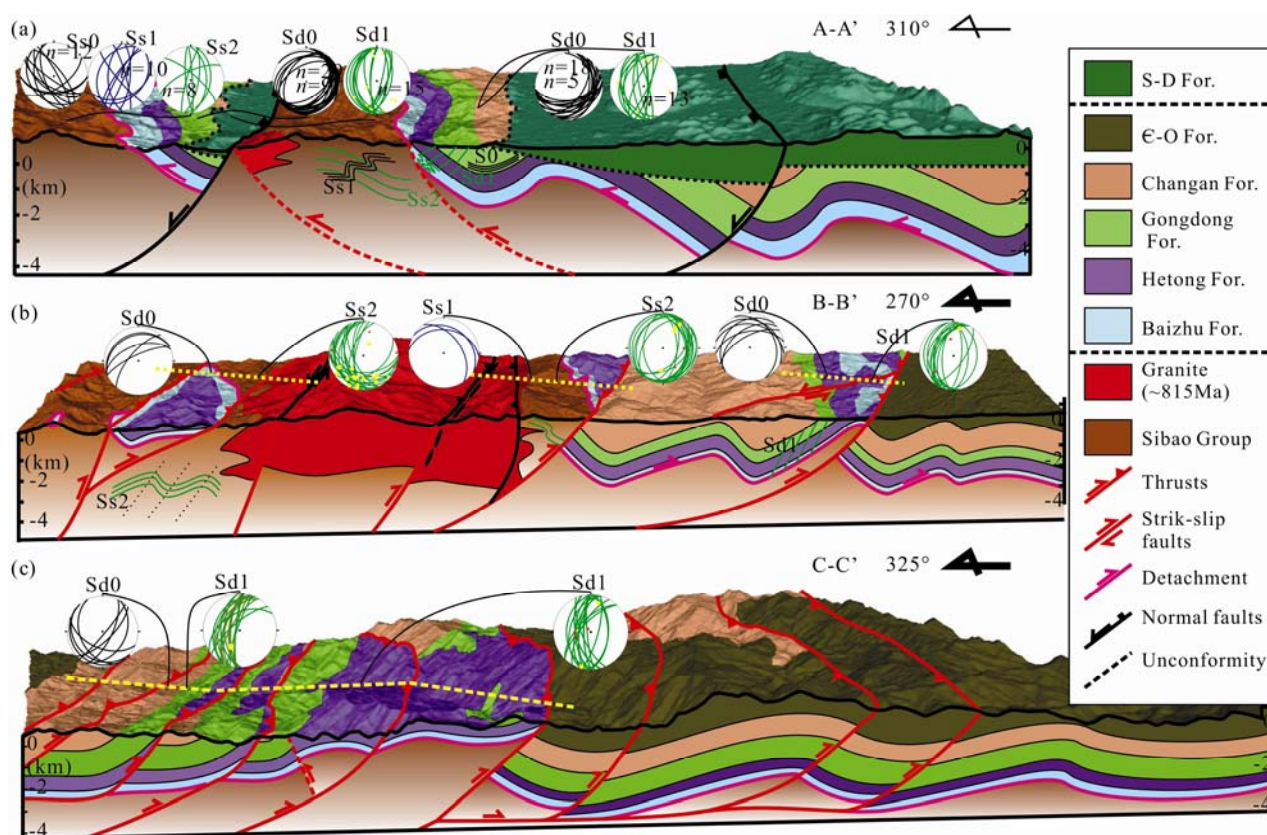 (a)
A-A’ 310°
Ss0
Ss1
Ss2
Sd0
Sd1
Sd0
Sd1
n=12
n=10
n=8
n=15
n=18
n=5
n=13
0
(km)
-2
-4
Ss1
Ss2
Sd1
S0
0
-2
-4
(b)
B-B’ 270°
Sd0
Ss2
Ss1
Ss2
Sd0
Sd1
0
(km)
-2
-4
Ss2
Sd1
0
-2
-4
(c)
C-C’ 325°
Sd0
Sd1
Sd1
0
(km)
-2
-4
-2
-4
S-D For.
Є-O For.
Changan For.
Gongdong
For.
Hetong For.
Baizhu For.
Granite
(~815Ma)
Sibao Group
Thrusts
Strik-slip
faults
Detachment
Normal faults
Unconformity